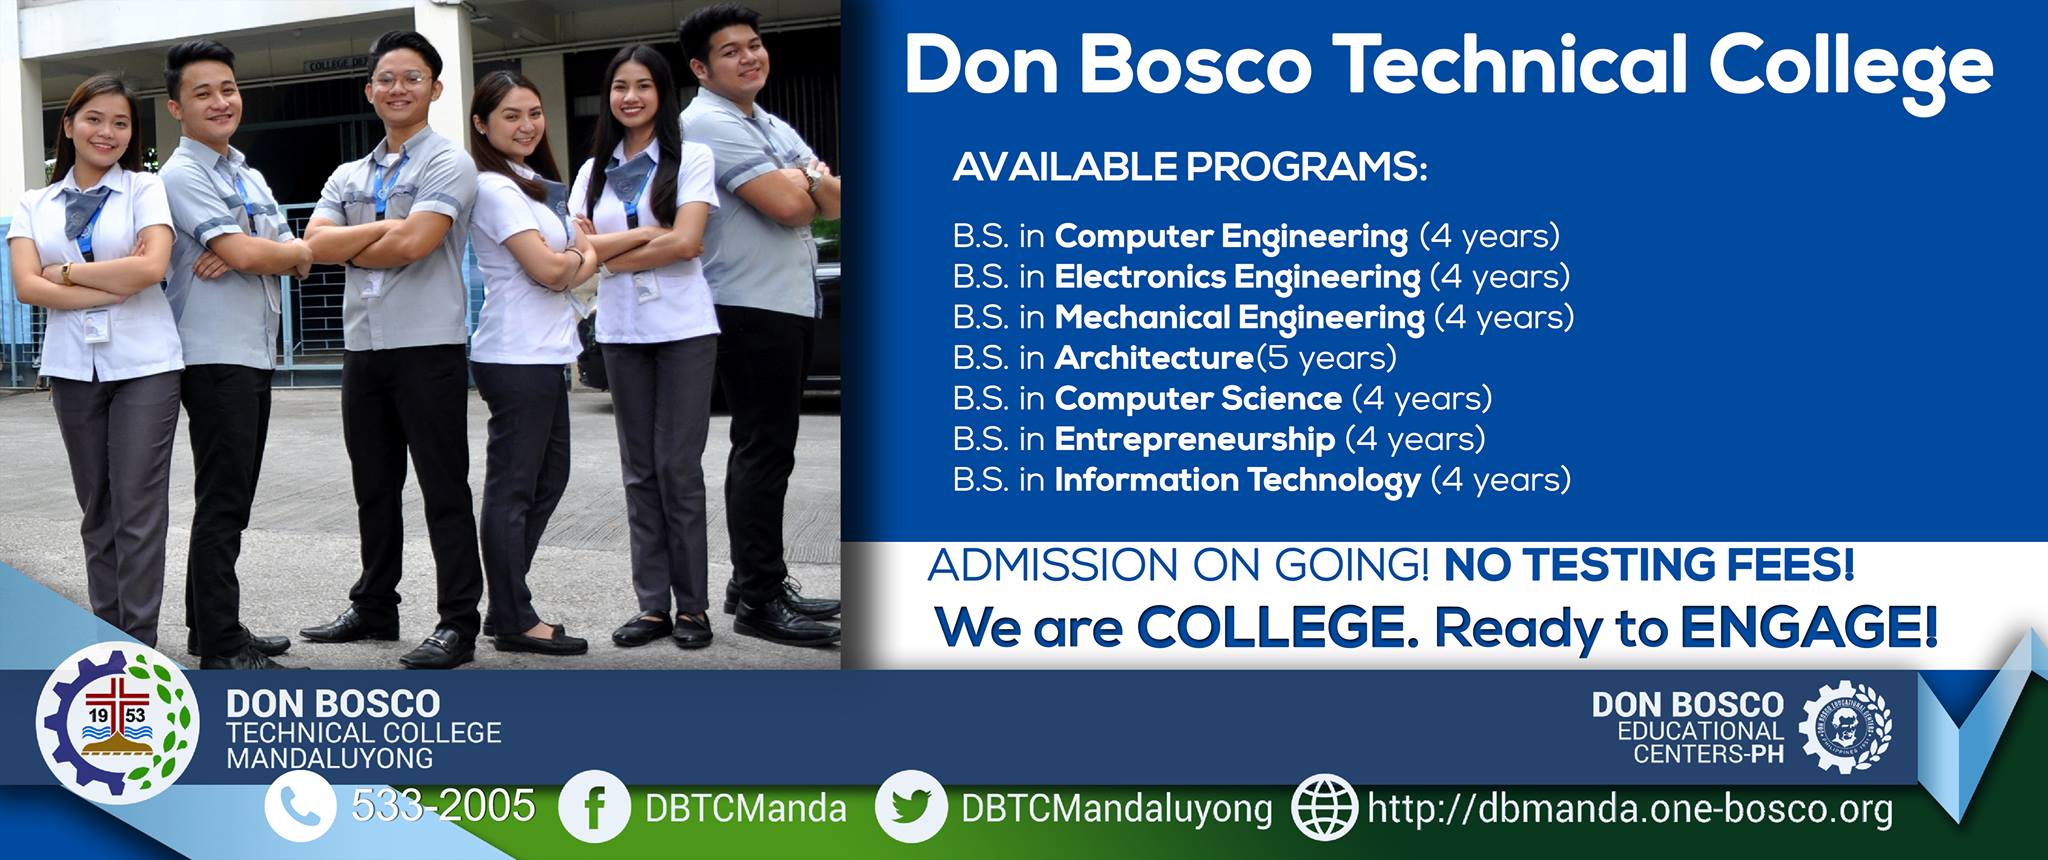 COLLEGE DE
Don Bosco Technical College
AVAILABLE PROGRAMS:
B.S. in Computer Engineering (4 years)
B.S. in Electronics Engineering (4 years)
B.S. in Mechanical Engineering (4 years)
B.S. in Architecture(5 years)
B.S. in Computer Science (4 years)
B.S. in Entrepreneurship (4 years)
B.S. in Information Technology (4 years)
ADMISSION ON GOING! NO TESTING FEES!
We are COLLEGE. Ready to ENGAGE!
1953
DON BOSCO
TECHNICAL COLLEGE
MANDALUYONG
DON BOSCO
EDUCATIONAL
CENTERS-PH
DON BOSCO EDUCATIONAL CENTERS
PHILIPPINES 1951
533-2005
DBTCManda
DBTCMandaluyong
http://dbmanda.one-bosco.org